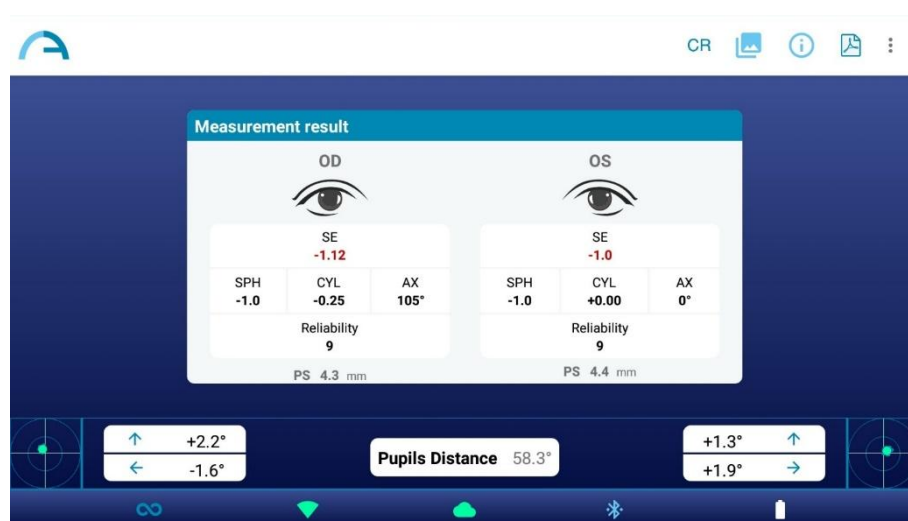 CR
Measurement result
OD OS
SE SE
-1.12 -1.0
SPH CYL AX SPH CYL AX
-1.0 -0.25 105° -1.0 +0.00 0°
Reliability Reliability
9 9
PS 4.3 mm PS 4.4 mm
+2.2° +1.3°
Pupils Distance 58.3°
-1.6° +1.9°